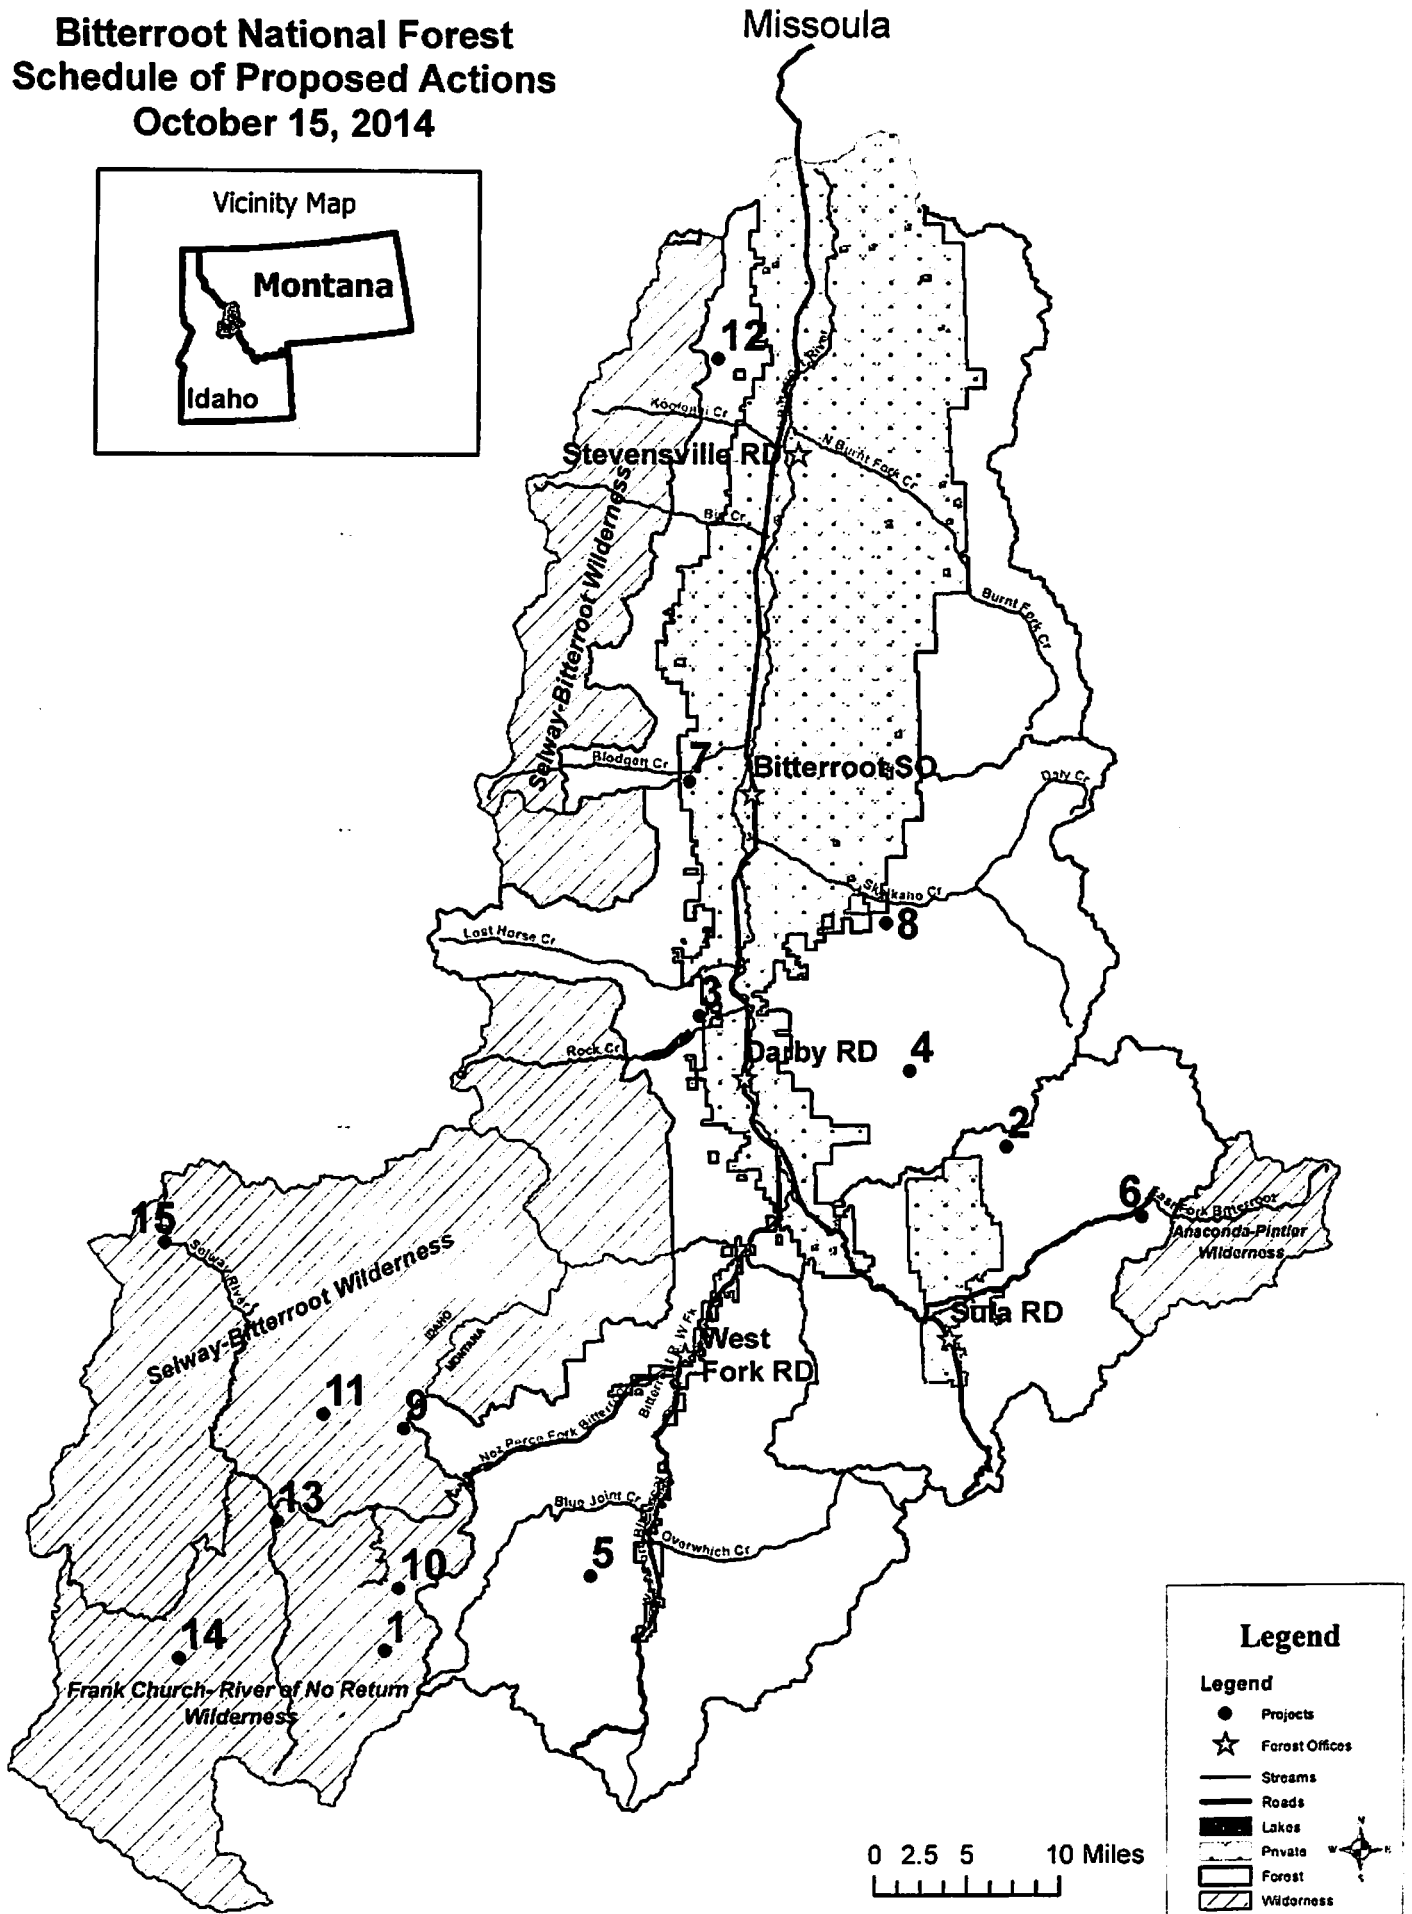 Bitterroot National Forest
Schedule of Proposed Actions
October 15, 2014
Missoula
Vicinity Map
Montana
Idaho
12
Kootenai Cr
Stevensville RD
N Burnt Fork Cr
Selway-Bitterroot Wilderness
Big Cr
Burnt Fork Cr
7
Blodgett Cr
Bitterroot SO
Daly Cr
Skalkaho Cr
8
Lost Horse Cr
3
Rock Cr
Darby RD
4
2
6
East Fork Bitterroot
Anaconda-Pintler
Wilderness
15
Selway River
Selway-Bitterroot Wilderness
IDAHO
MONTANA
Sula RD
West
Fork RD
11
9
Nez Perce Fork Bitterroot
13
Blue Joint Cr
Overwhich Cr
5
10
1
14
Frank Church- River of No Return
Wilderness
0 2.5 5 10 Miles
Legend
Legend
Projects
Forest Offices
Streams
Roads
Lakes
Private
Forest
Wilderness
N
W
E
S